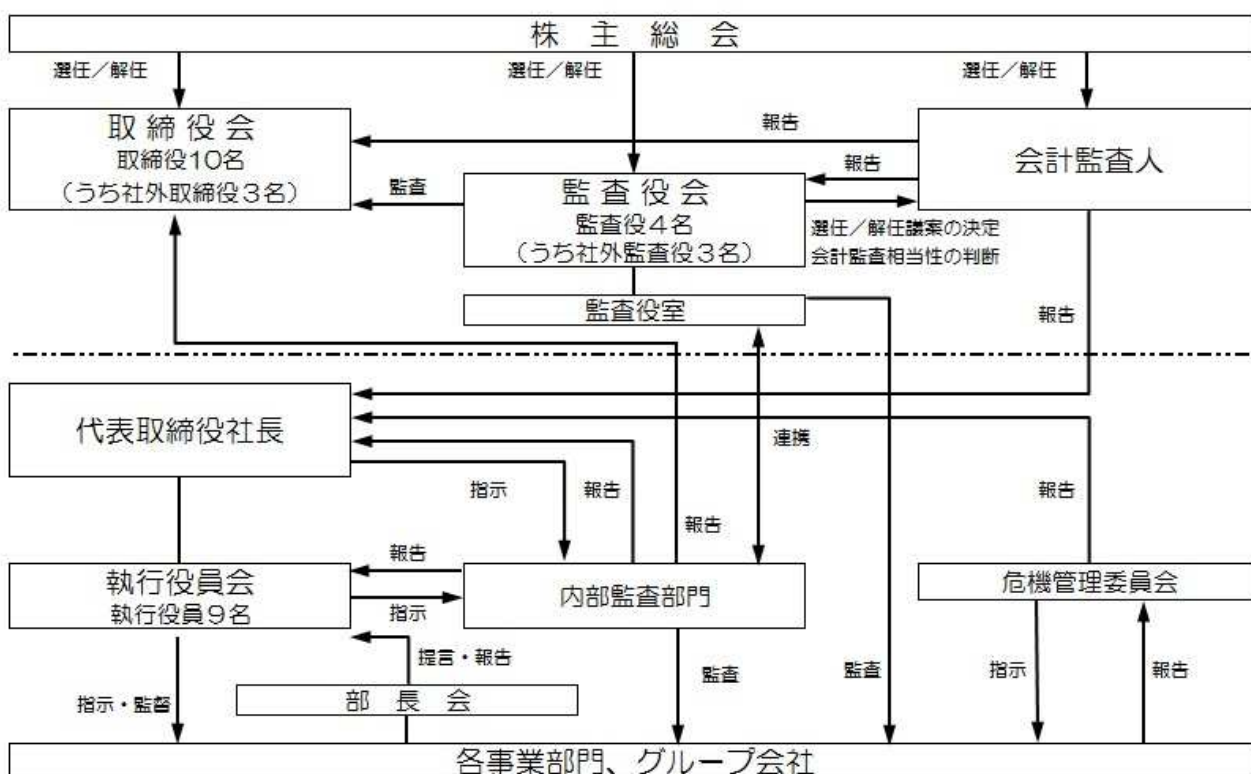 株 主 総 会
選任／解任
選任／解任
選任／解任
取 締 役 会
取締役10名
（うち社外取締役３名）
報告
会計監査人
監査
監 査 役 会
監査役４名
（うち社外監査役３名）
報告
選任／解任議案の決定
会計監査相当性の判断
監査役室
報告
代表取締役社長
連携
指示
報告
報告
報告
執行役員会
執行役員９名
報告
指示
内部監査部門
危機管理委員会
提言・報告
指示・監督
部 長 会
監査
監査
指示
報告
各事業部門、グループ会社